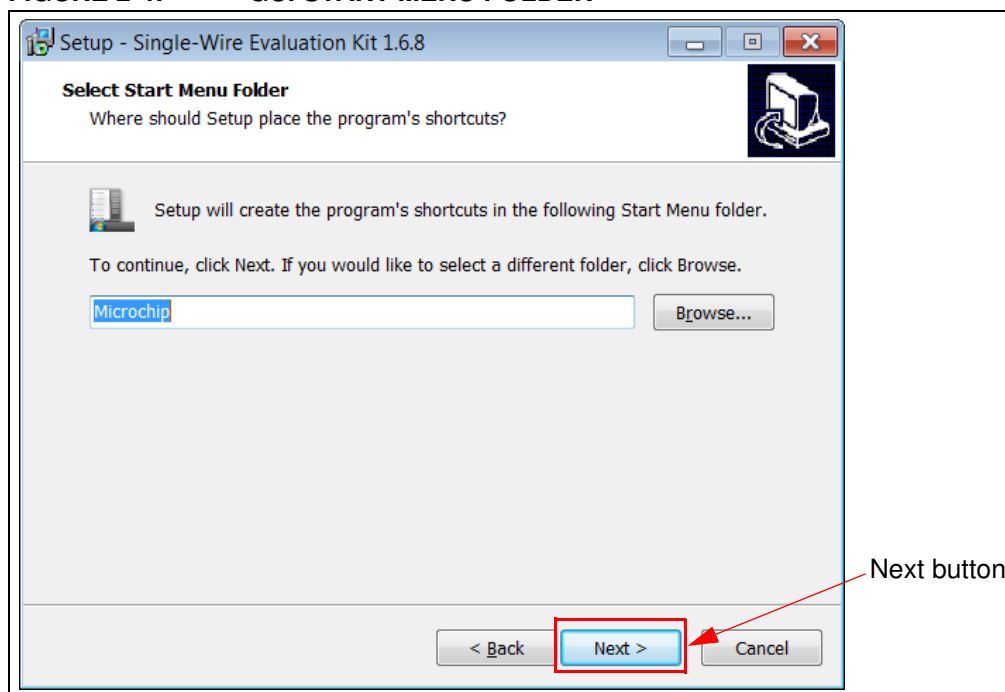 Setup - Single-Wire Evaluation Kit 1.6.8
Select Start Menu Folder
Where should Setup place the program's shortcuts?
Setup will create the program's shortcuts in the following Start Menu folder.
To continue, click Next. If you would like to select a different folder, click Browse.
Microchip
Browse...
Next button
< Back
Next >
Cancel